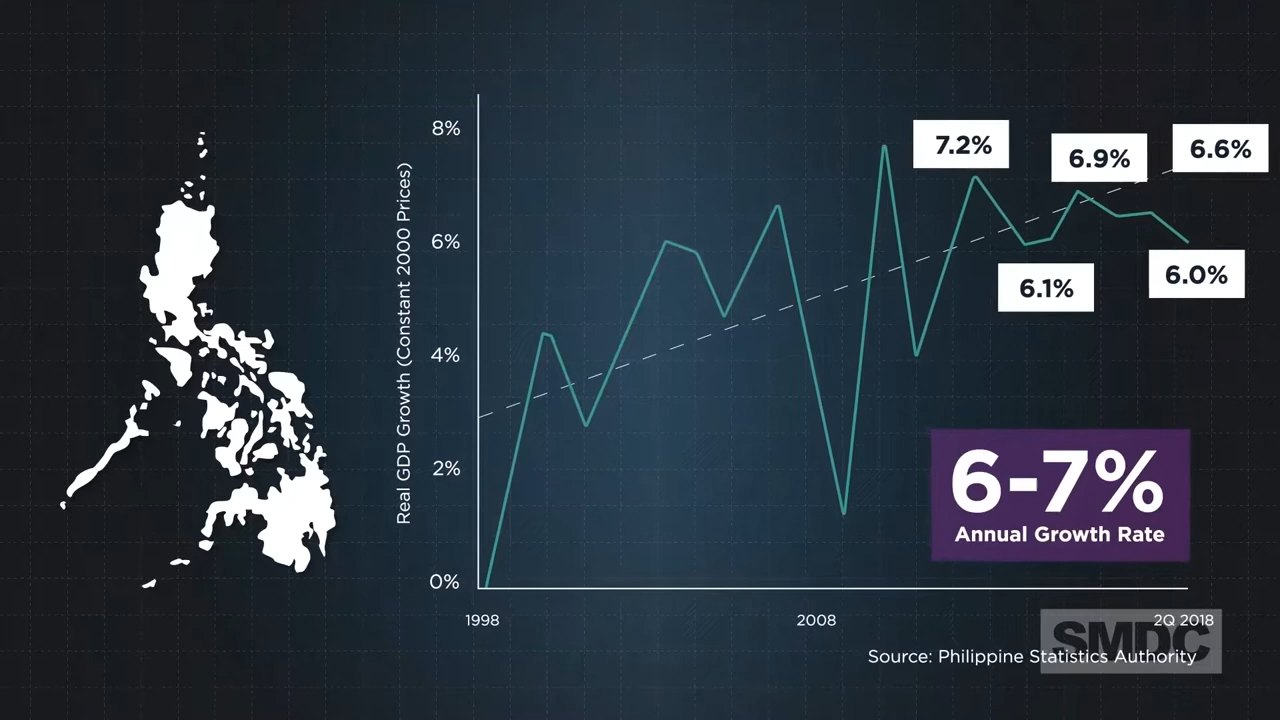 Real GDP Growth (Constant 2000 Prices)
8%
6%
4%
2%
0%
7.2%
6.9%
6.6%
6.1%
6.0%
6-7%
Annual Growth Rate
1998
2008
2Q 2018
SMDC
Source: Philippine Statistics Authority